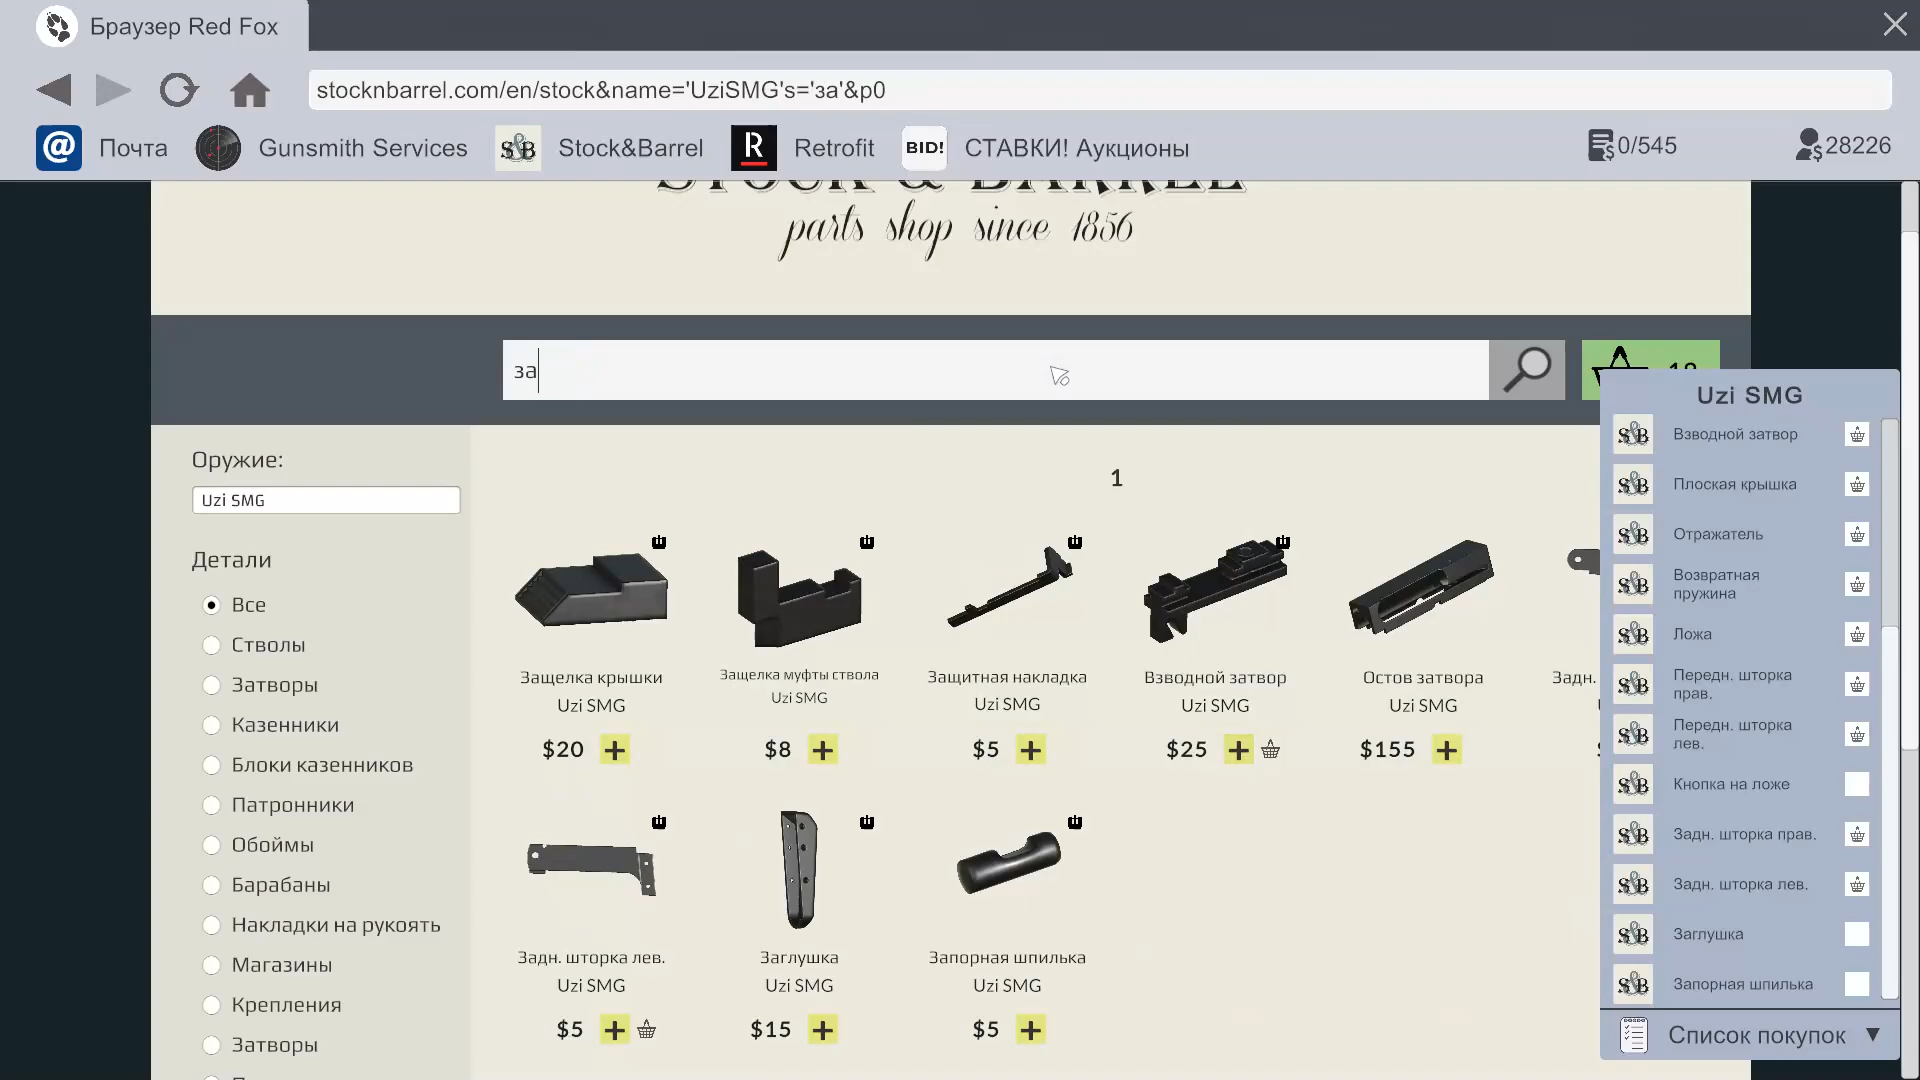 Браузер Red Fox
stocknbarrel.com/en/stock&name='UziSMG's='за'&p0
Почта
Gunsmith Services
S&B
Stock&Barrel
R
Retrofit
BID!
СТАВКИ! Аукционы
0/545
28226
STOCK & BARREL
parts shop since 1856
за
Оружие:
Uzi SMG
Детали
Все
Стволы
Затворы
Казенники
Блоки казенников
Патронники
Обоймы
Барабаны
Накладки на рукоять
Магазины
Крепления
Затворы
1
Защелка крышки
Uzi SMG
$20
Защелка муфты ствола
Uzi SMG
$8
Защитная накладка
Uzi SMG
$5
Взводной затвор
Uzi SMG
$25
Остов затвора
Uzi SMG
$155
Задн.
Задн. шторка лев.
Uzi SMG
$5
Заглушка
Uzi SMG
$15
Запорная шпилька
Uzi SMG
$5
Uzi SMG
S&B Взводной затвор
S&B Плоская крышка
S&B Отражатель
S&B Возвратная
пружина
S&B Ложа
S&B Передн. шторка
прав.
S&B Передн. шторка
лев.
S&B Кнопка на ложе
S&B Задн. шторка прав.
S&B Задн. шторка лев.
S&B Заглушка
S&B Запорная шпилька
Список покупок